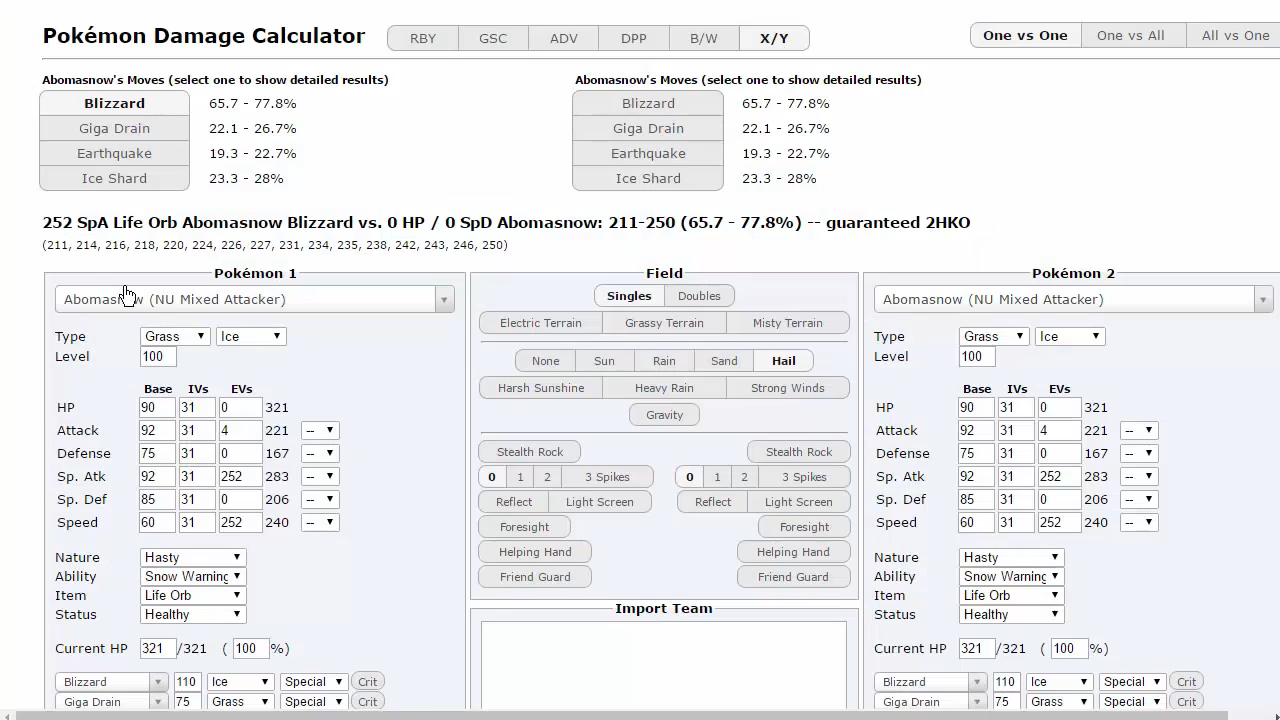 Pokémon Damage Calculator RBY GSC ADV DPP B/W X/Y One vs One One vs All All vs One
Abomasnow's Moves (select one to show detailed results) Abomasnow's Moves (select one to show detailed results)
Blizzard 65.7 - 77.8% Blizzard 65.7 - 77.8%
Giga Drain 22.1 - 26.7% Giga Drain 22.1 - 26.7%
Earthquake 19.3 - 22.7% Earthquake 19.3 - 22.7%
Ice Shard 23.3 - 28% Ice Shard 23.3 - 28%
252 SpA Life Orb Abomasnow Blizzard vs. 0 HP / 0 SpD Abomasnow: 211-250 (65.7 - 77.8%) -- guaranteed 2HKO
(211, 214, 216, 218, 220, 224, 226, 227, 231, 234, 235, 238, 242, 243, 246, 250)
Pokémon 1
Abomasnow (NU Mixed Attacker)
Type Grass Ice
Level 100
Base IVs EVs
HP 90 31 0 321
Attack 92 31 4 221 --
Defense 75 31 0 167 --
Sp. Atk 92 31 252 283 --
Sp. Def 85 31 0 206 --
Speed 60 31 252 240 --
Nature Hasty
Ability Snow Warning
Item Life Orb
Status Healthy
Current HP 321 /321 ( 100 %)
Blizzard 110 Ice Special Crit
Giga Drain 75 Grass Special Crit
Field
Singles Doubles
Electric Terrain Grassy Terrain Misty Terrain
None Sun Rain Sand Hail
Harsh Sunshine Heavy Rain Strong Winds
Gravity
Stealth Rock Stealth Rock
0 1 2 3 Spikes 0 1 2 3 Spikes
Reflect Light Screen Reflect Light Screen
Foresight Foresight
Helping Hand Helping Hand
Friend Guard Friend Guard
Import Team
Pokémon 2
Abomasnow (NU Mixed Attacker)
Type Grass Ice
Level 100
Base IVs EVs
HP 90 31 0 321
Attack 92 31 4 221 --
Defense 75 31 0 167 --
Sp. Atk 92 31 252 283 --
Sp. Def 85 31 0 206 --
Speed 60 31 252 240 --
Nature Hasty
Ability Snow Warning
Item Life Orb
Status Healthy
Current HP 321 /321 ( 100 %)
Blizzard 110 Ice Special Crit
Giga Drain 75 Grass Special Crit